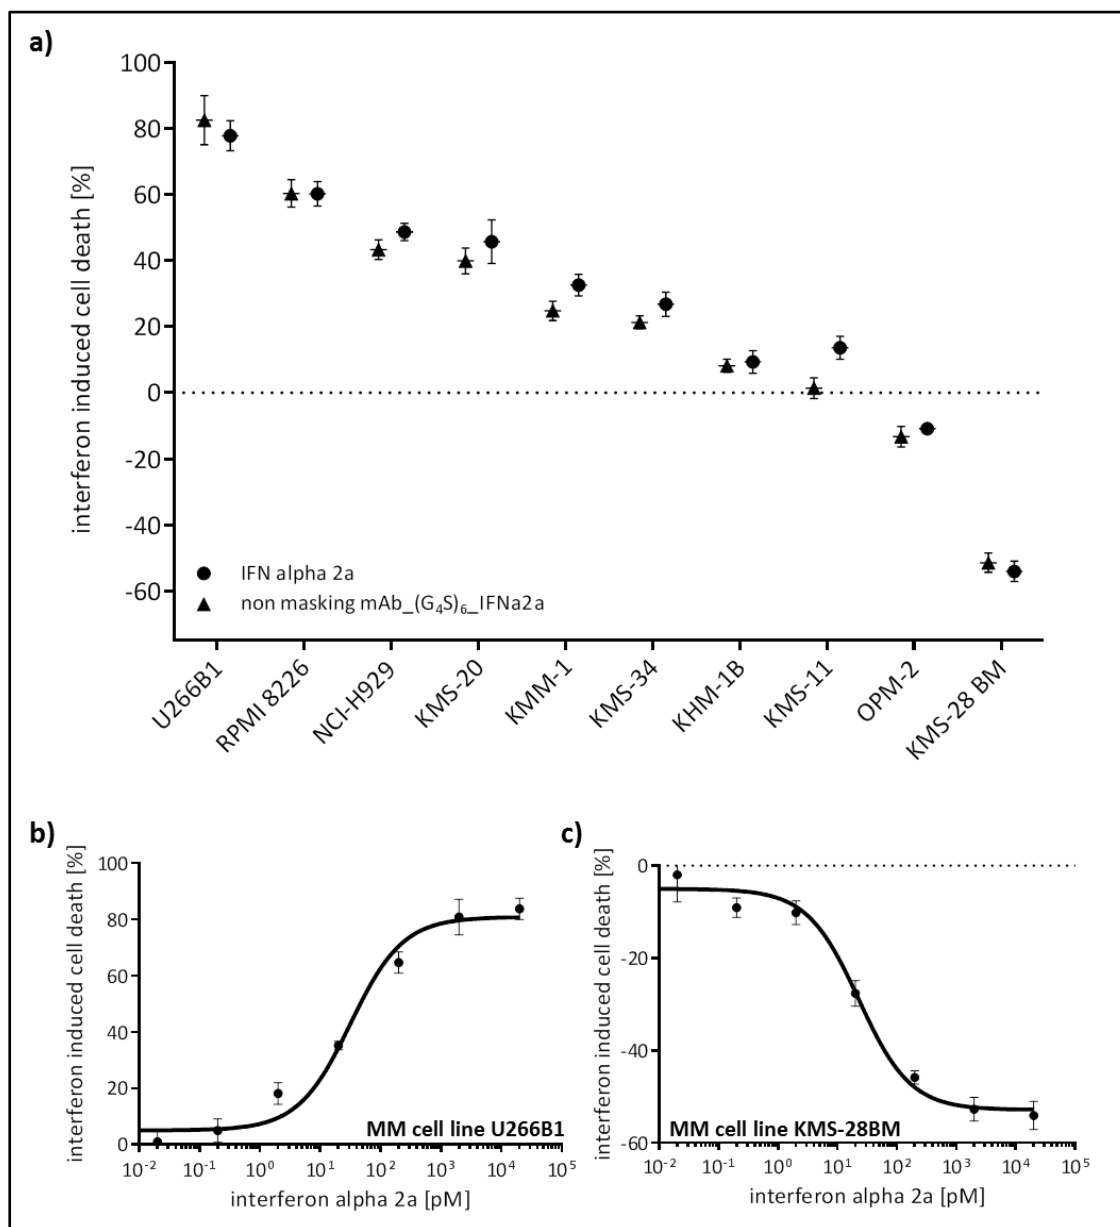 a)
interferon induced cell death [%]
100
80
60
40
20
0
-20
-40
-60
IFN alpha 2a
non masking mAb_(G₄S)₆_IFNa2a
U266B1
RPMI 8226
NCI-H929
KMS-20
KMM-1
KMS-34
KHM-1B
KMS-11
OPM-2
KMS-28 BM
b)
interferon induced cell death [%]
100
80
60
40
20
0
MM cell line U266B1
10⁻² 10⁻¹ 10⁰ 10¹ 10² 10³ 10⁴ 10⁵
interferon alpha 2a [pM]
c)
interferon induced cell death [%]
0
-20
-40
-60
MM cell line KMS-28BM
10⁻² 10⁻¹ 10⁰ 10¹ 10² 10³ 10⁴ 10⁵
interferon alpha 2a [pM]